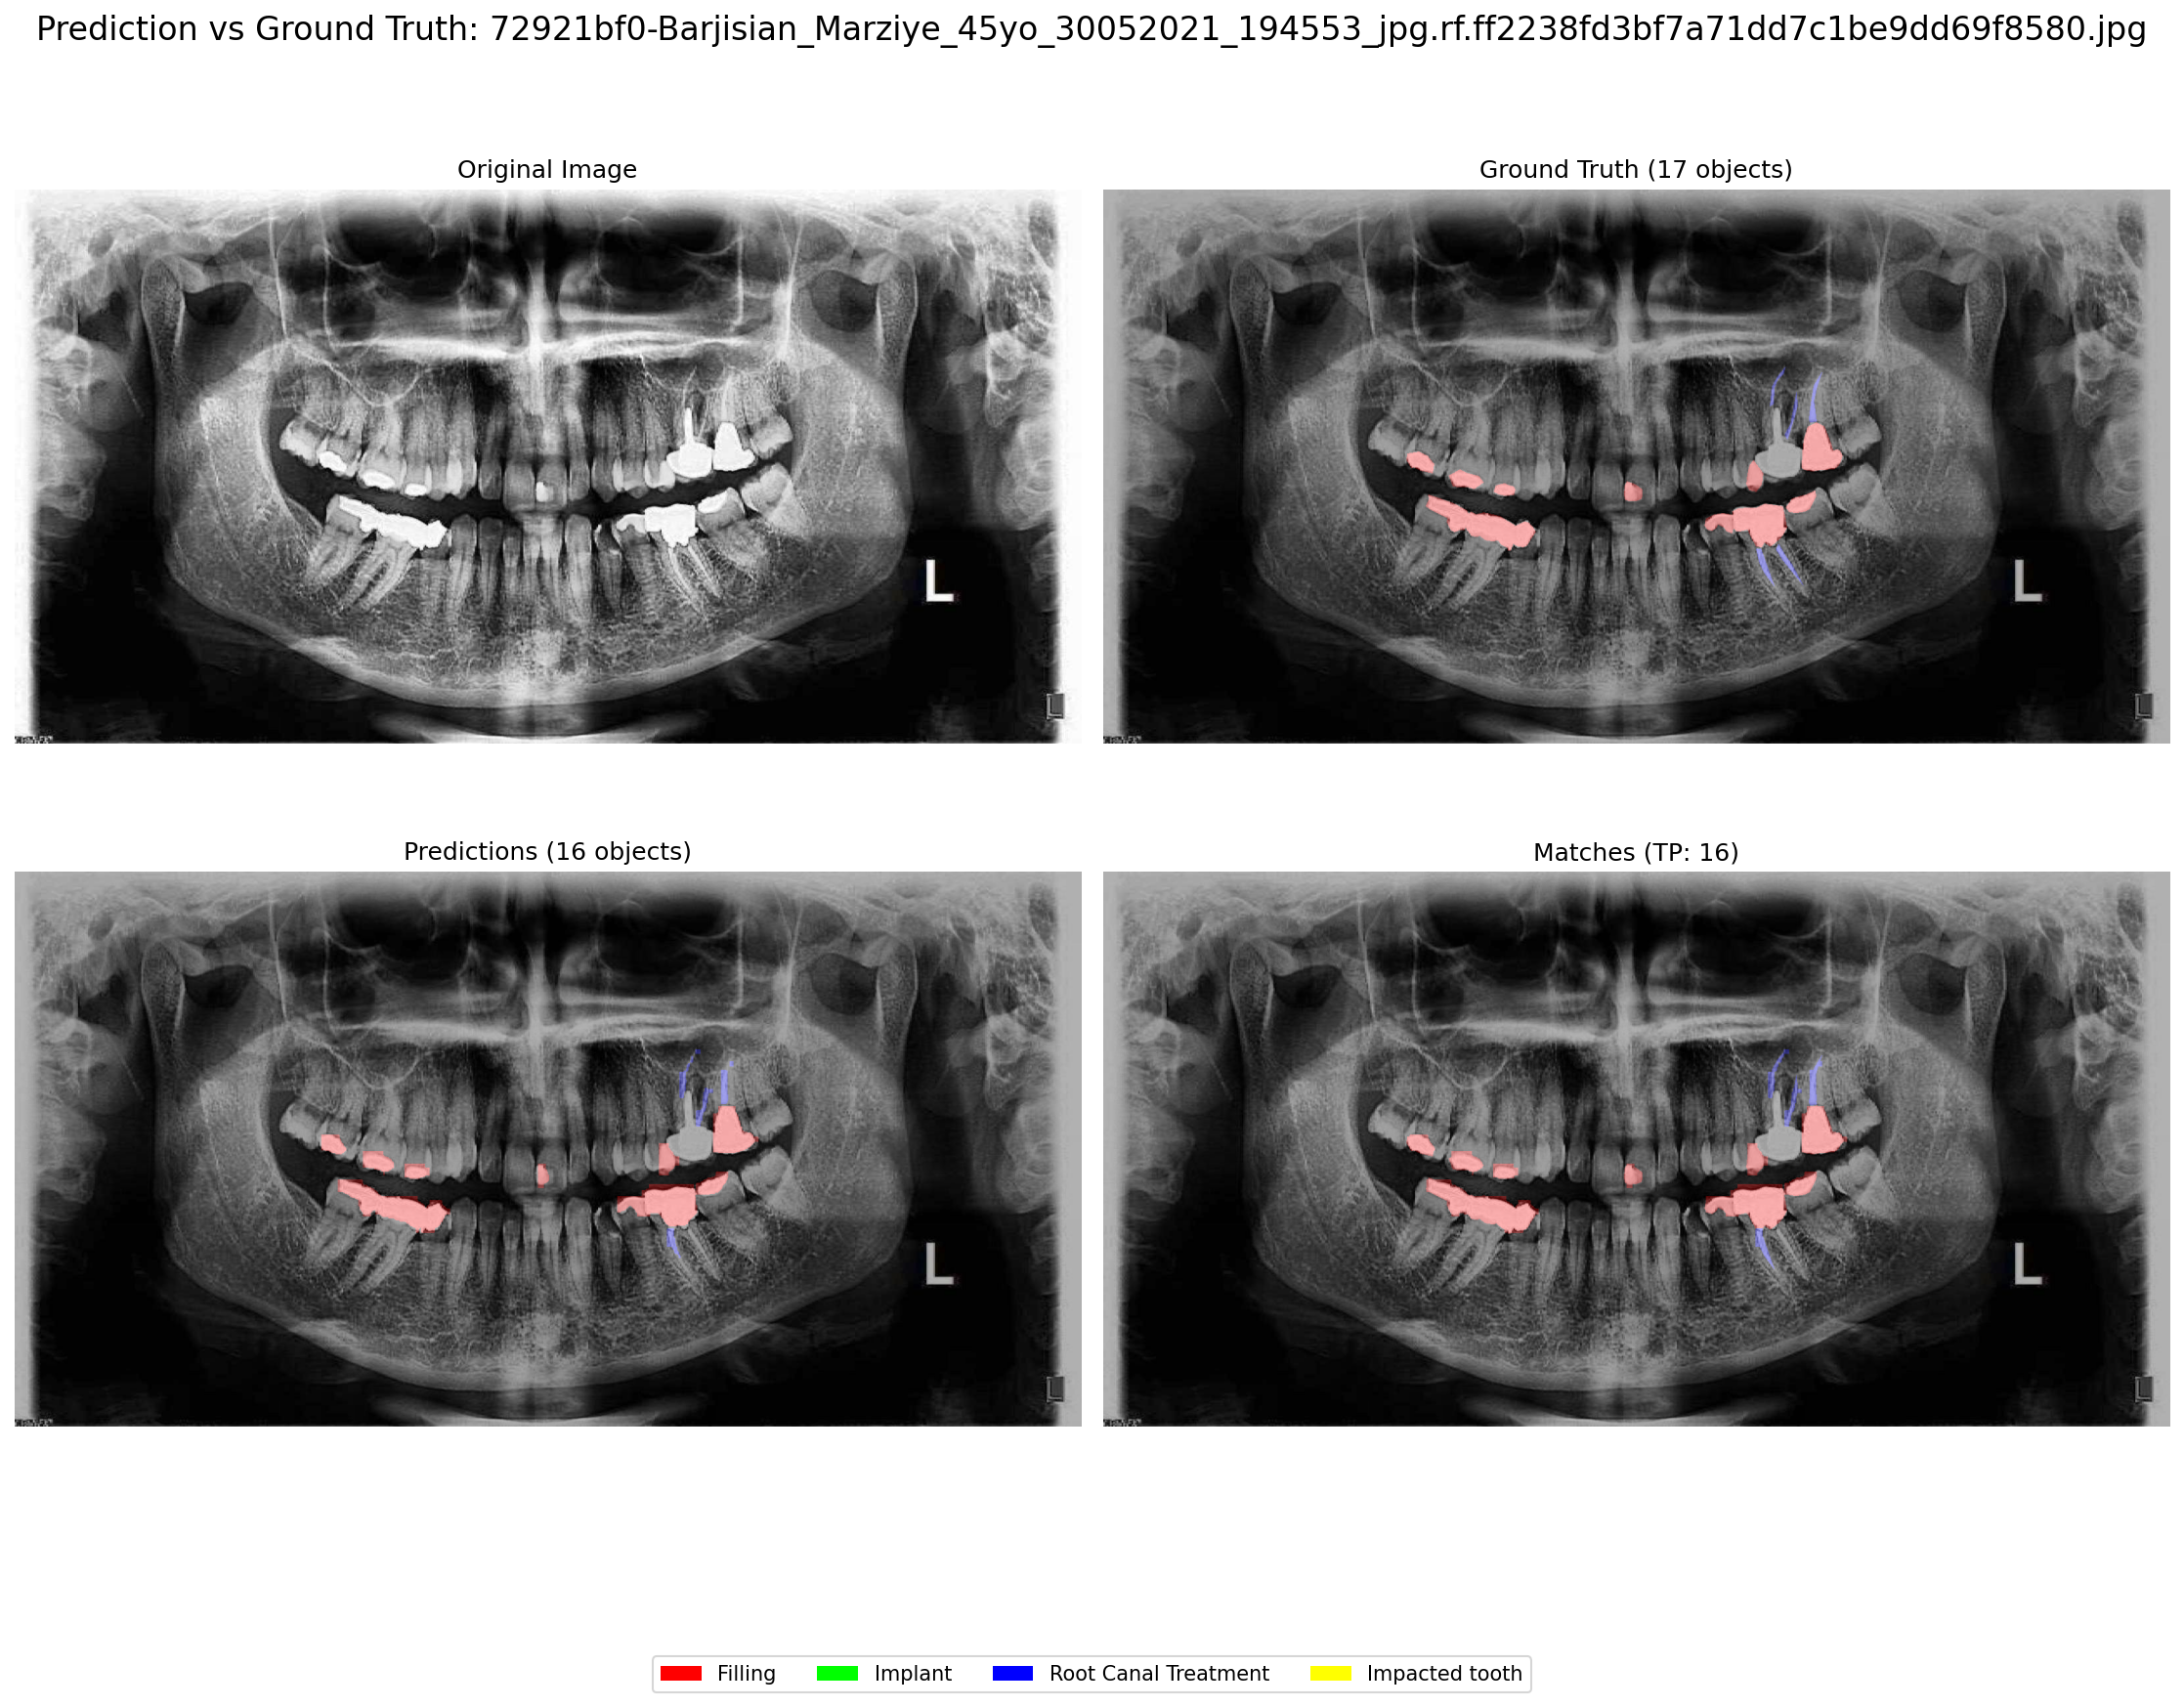 Prediction vs Ground Truth: 72921bf0-Barjisian_Marziye_45yo_30052021_194553_jpg.rf.ff2238fd3bf7a71dd7c1be9dd69f8580.jpg
Original Image
Ground Truth (17 objects)
L
L
L
L
Predictions (16 objects)
Matches (TP: 16)
L
L
L
L
Filling
Implant
Root Canal Treatment
Impacted tooth